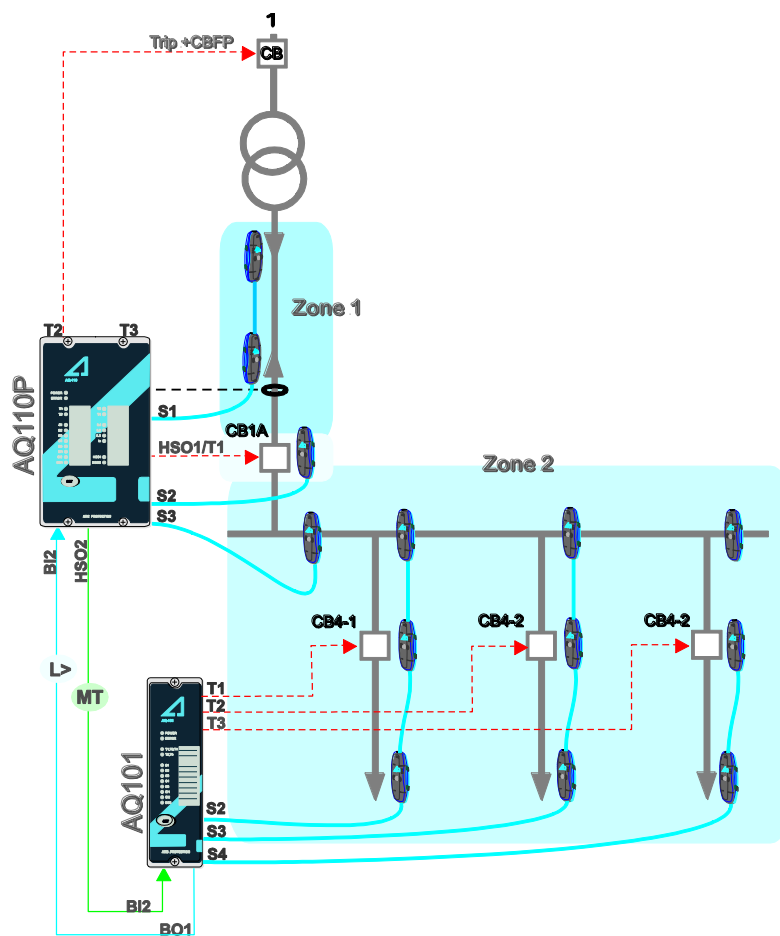 1
Trip +CBFP
CB
Zone 1
T2
T3
AQ110P
S1
CB1A
HSO1/T1
Zone 2
S2
S3
BI2
HSO2
CB4-1
CB4-2
CB4-2
MT
T1
T2
T3
AQ101
S2
S3
S4
BI2
BO1